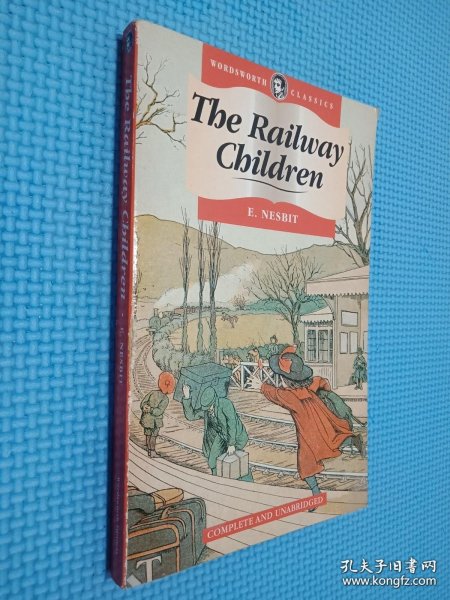 WORDSWORTH CLASSICS
The Railway
Children
E. NESBIT
COMPLETE AND UNABRIDGED
The Railway Children · E. NESBIT
T
孔夫子旧书网
www.kongfz.com